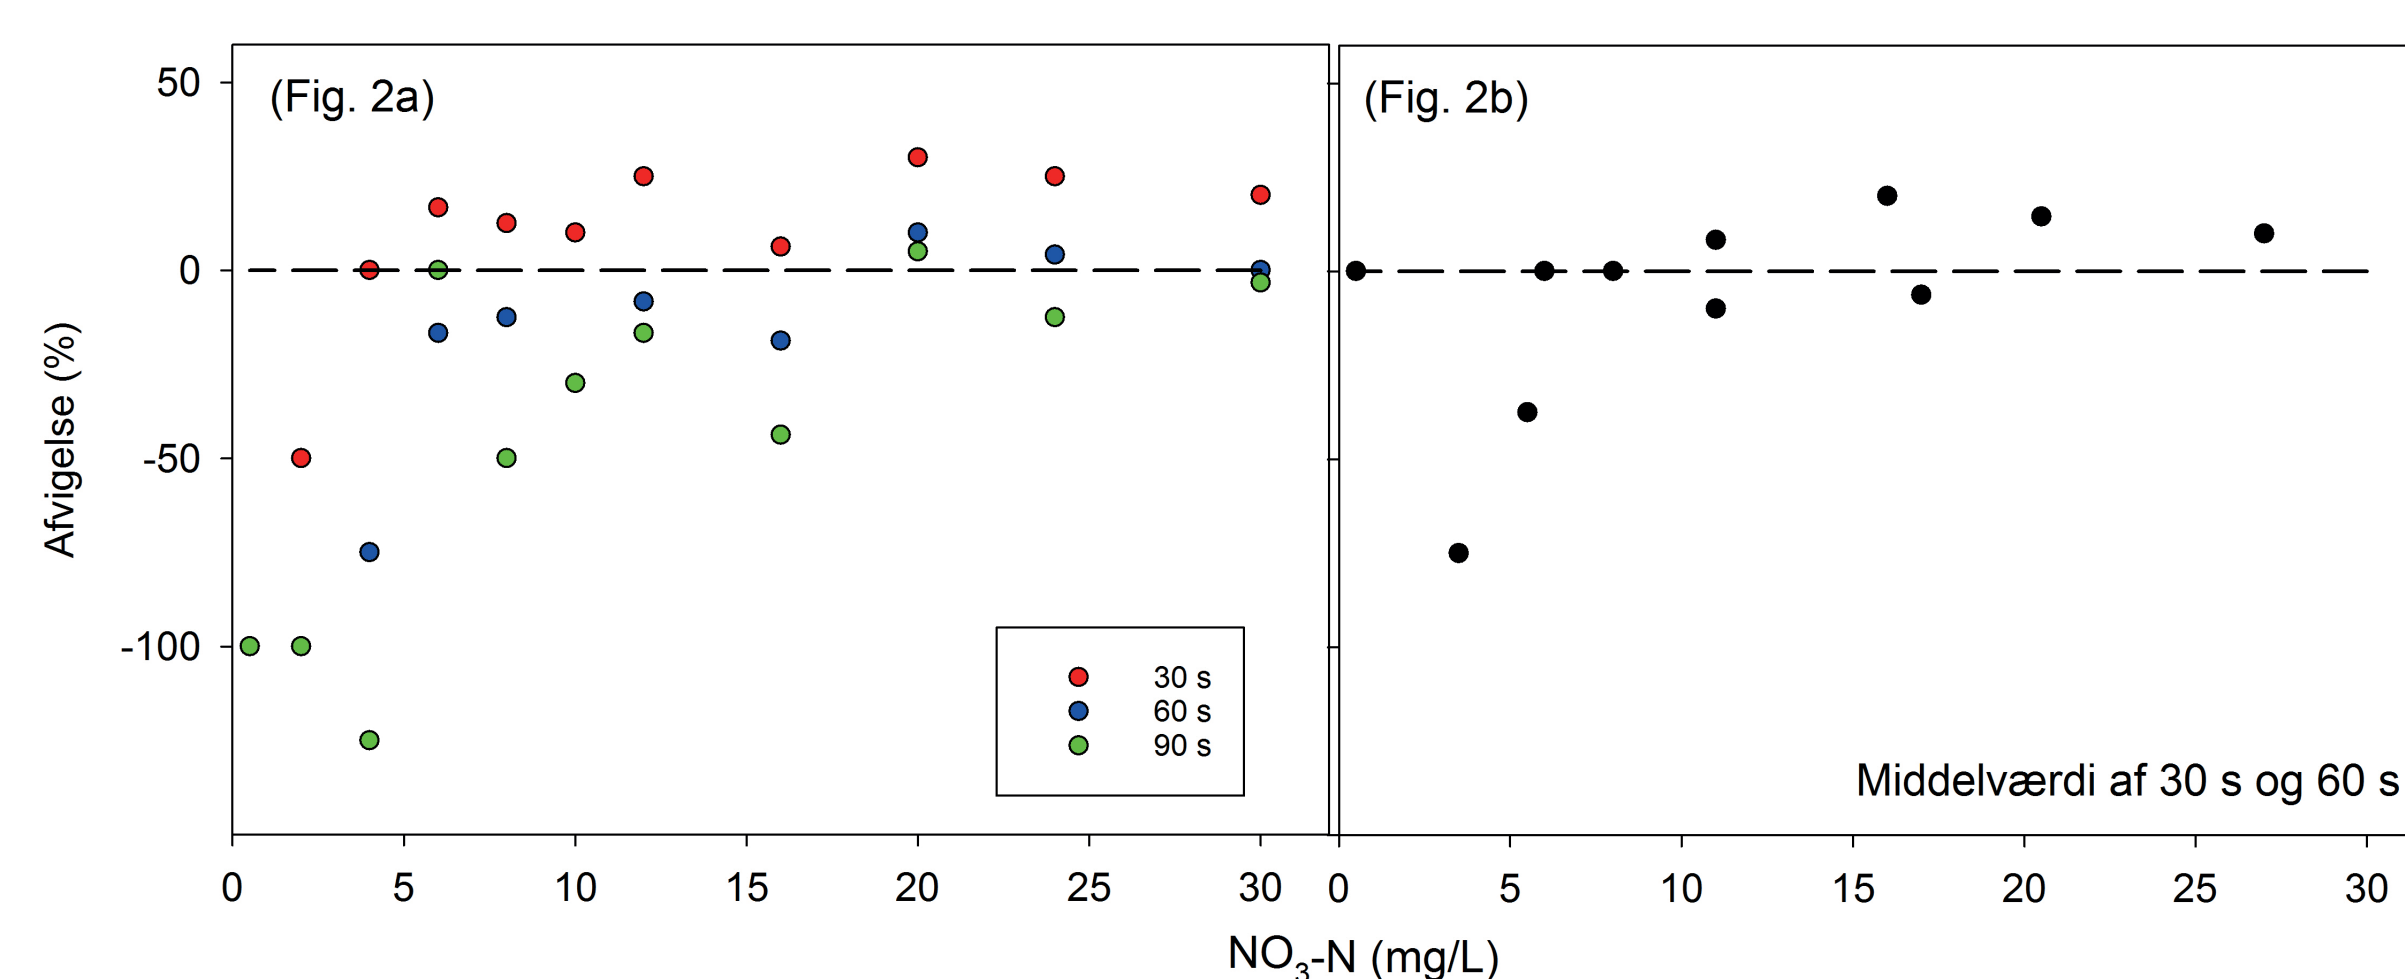 (Fig. 2a)
(Fig. 2b)
50
0
-50
-100
Afvigelse (%)
30 s
60 s
90 s
Middelværdi af 30 s og 60 s
0 5 10 15 20 25 30
0 5 10 15 20 25 30
NO₃-N (mg/L)